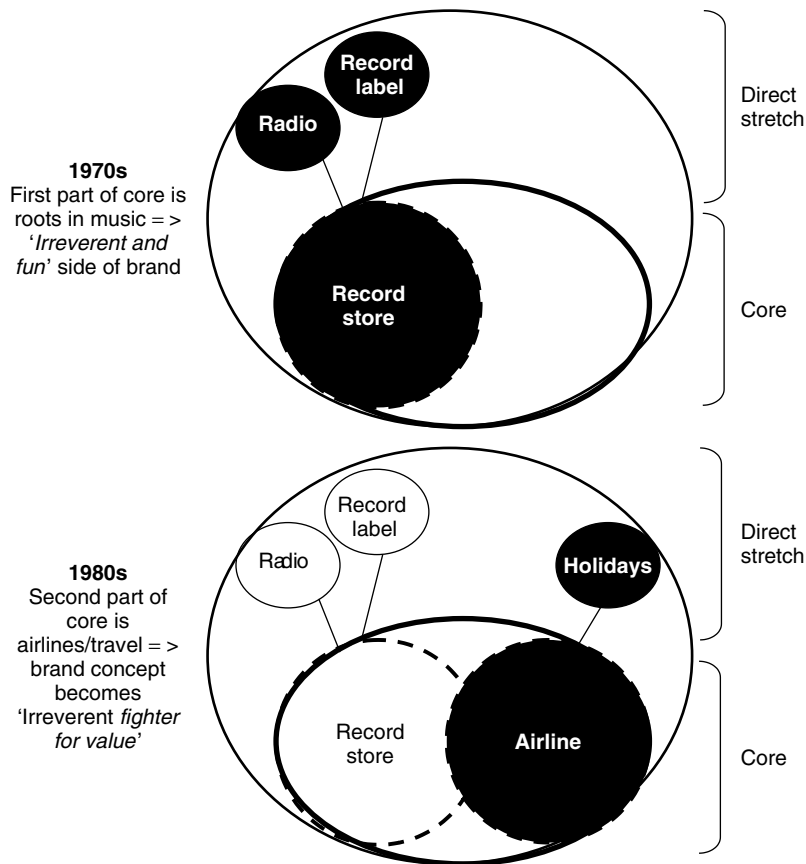 Record
label
Radio
Direct
stretch
1970s
First part of core is
roots in music = >
‘Irreverent and
fun’ side of brand
Record
store
Core
Record
label
Radio
Holidays
Direct
stretch
1980s
Second part of
core is
airlines/travel = >
brand concept
becomes
‘Irreverent fighter
for value’
Record
store
Airline
Core